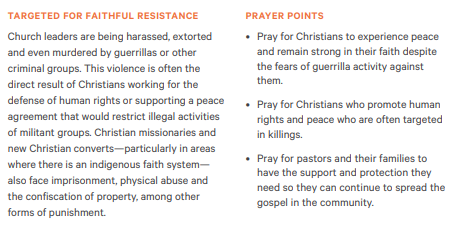 TARGETED FOR FAITHFUL RESISTANCE
Church leaders are being harassed, extorted
and even murdered by guerrillas or other
criminal groups. This violence is often the
direct result of Christians working for the
defense of human rights or supporting a peace
agreement that would restrict illegal activities
of militant groups. Christian missionaries and
new Christian converts—particularly in areas
where there is an indigenous faith system—
also face imprisonment, physical abuse and
the confiscation of property, among other
forms of punishment.
PRAYER POINTS
• Pray for Christians to experience peace
and remain strong in their faith despite
the fears of guerrilla activity against
them.
• Pray for Christians who promote human
rights and peace who are often targeted
in killings.
• Pray for pastors and their families to
have the support and protection they
need so they can continue to spread the
gospel in the community.